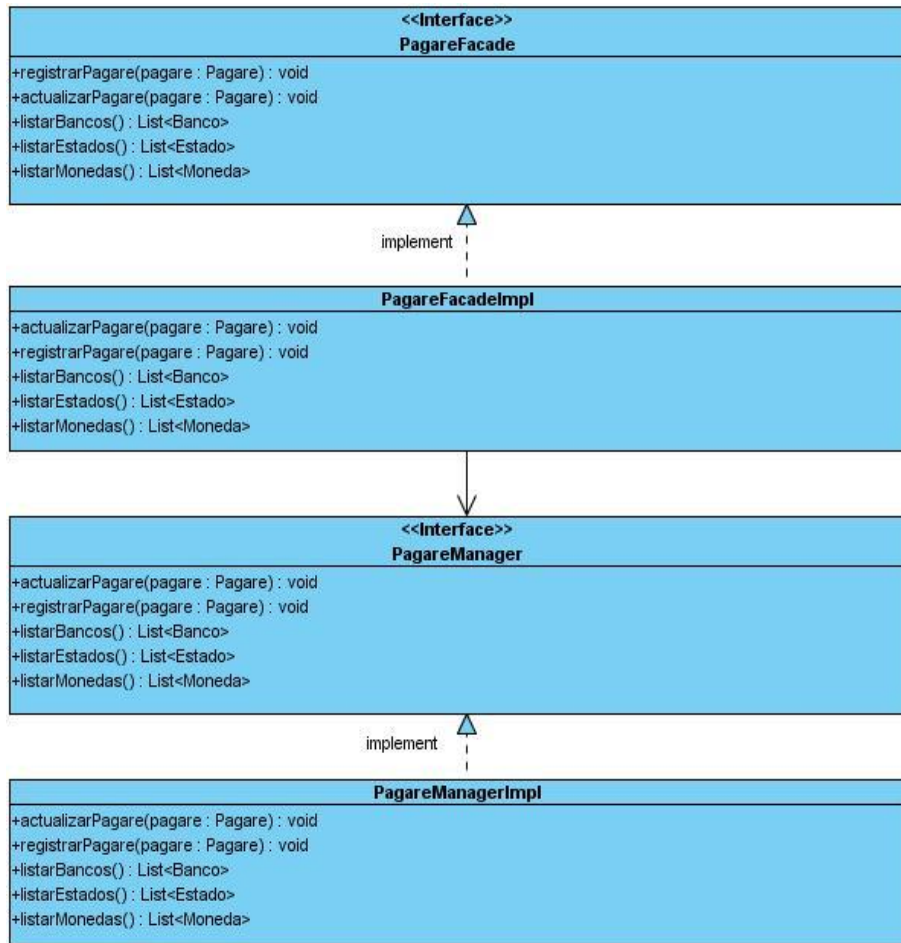 <<Interface>>
PagareFacade
+registrarPagare(pagare : Pagare) : void
+actualizarPagare(pagare : Pagare) : void
+listarBancos() : List<Banco>
+listarEstados() : List<Estado>
+listarMonedas() : List<Moneda>
implement
PagareFacadeImpl
+actualizarPagare(pagare : Pagare) : void
+registrarPagare(pagare : Pagare) : void
+listarBancos() : List<Banco>
+listarEstados() : List<Estado>
+listarMonedas() : List<Moneda>
<<Interface>>
PagareManager
+actualizarPagare(pagare : Pagare) : void
+registrarPagare(pagare : Pagare) : void
+listarBancos() : List<Banco>
+listarEstados() : List<Estado>
+listarMonedas() : List<Moneda>
implement
PagareManagerImpl
+actualizarPagare(pagare : Pagare) : void
+registrarPagare(pagare : Pagare) : void
+listarBancos() : List<Banco>
+listarEstados() : List<Estado>
+listarMonedas() : List<Moneda>